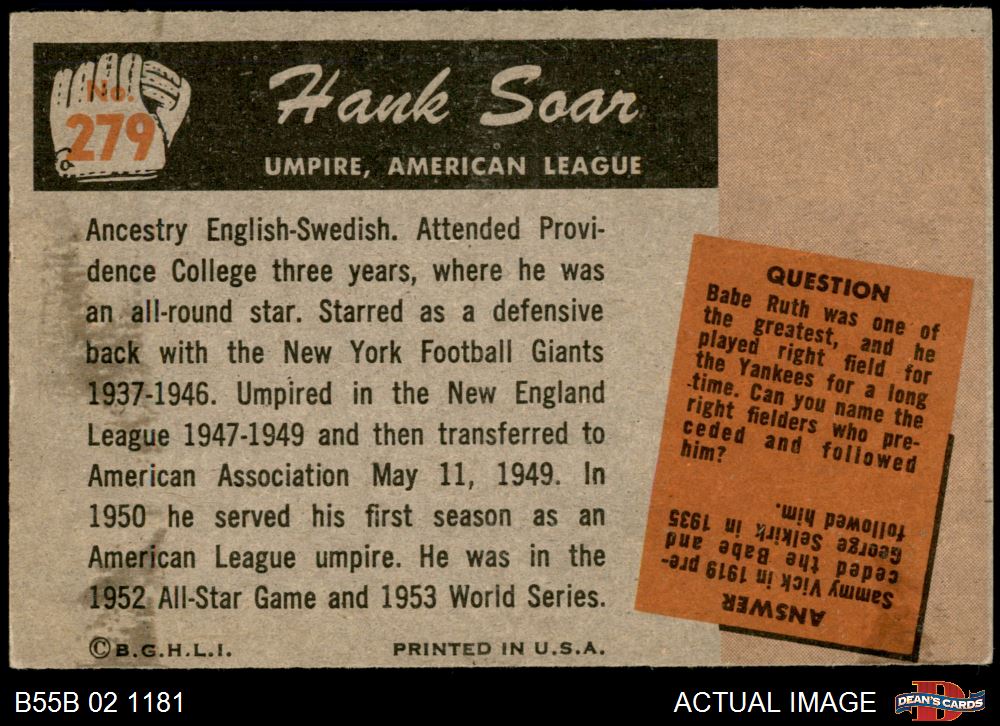 No.
279
Hank Soar
UMPIRE, AMERICAN LEAGUE
Ancestry English-Swedish. Attended Provi-
dence College three years, where he was
an all-round star. Starred as a defensive
back with the New York Football Giants
1937-1946. Umpired in the New England
League 1947-1949 and then transferred to
American Association May 11, 1949. In
1950 he served his first season as an
American League umpire. He was in the
1952 All-Star Game and 1953 World Series.
©B.G.H.L.I.
PRINTED IN U.S.A.
QUESTION
Babe Ruth was one of
the greatest, and he
played right field for
the Yankees for a long
time. Can you name the
right fielders who pre-
ceded and followed
him?
ANSWER
Sammy Vick in 1919 pre-
ceded the Babe and
George Selkirk in 1935
followed him.
B55B 02 1181
ACTUAL IMAGE
D
DEAN'S CARDS